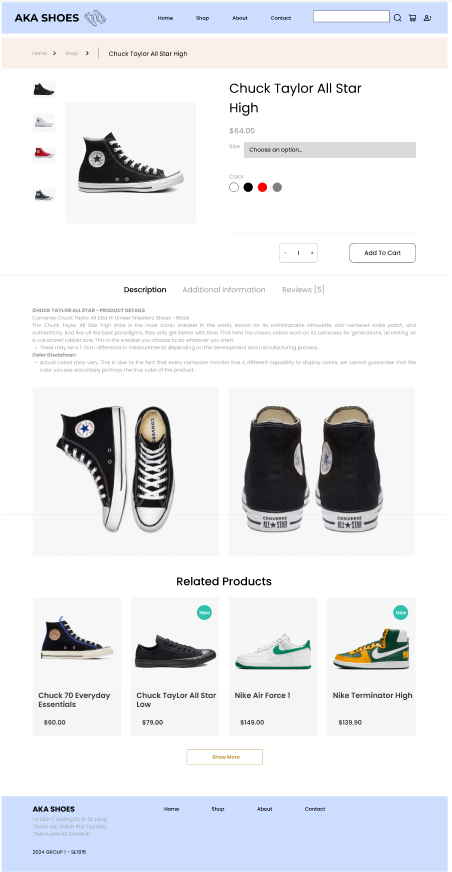 AKA SHOES
Home Shop About Contact
Home Shop Chuck Taylor All Star High
Chuck Taylor All Star
High
$64.00
Size Choose an option...
Color
- 1 +
Add To Cart
Description Additional Information Reviews [5]
CHUCK TAYLOR ALL STAR - PRODUCT DETAILS
Converse Chuck Taylor All Star Hi Unisex Sneakers Shoes - Black
The Chuck Taylor All Star High shoe is the most iconic sneaker in the world, known for its unmistakable silhouette, star-centered ankle patch, and
authenticity. And like all the best paradigms, they only get better with time. Find here the classic colors worn on its canvases for generations, all resting on
a vulcanized rubber sole. This is the sneaker you choose to do whatever you want.
• There may be a 1-2cm difference in measurements depending on the development and manufacturing process.
Color Disclaimer:
• Actual colors may vary. This is due to the fact that every computer monitor has a different capability to display colors, we cannot guarantee that the
color you see accurately portrays the true color of this product.
CONVERSE
CONVERSE
ALL★STAR
CONVERSE
ALL★STAR
Related Products
New
New
Chuck 70 Everyday
Essentials
$60.00
Chuck TayLor All Star
Low
$79.00
Nike Air Force 1
$149.00
Nike Terminator High
$139.90
Show More
AKA SHOES
Home Shop About Contact
Thạnh Mỹ, Thành Phố Thủ Đức,
Thành phố Hồ Chí Minh
3034 GROUP 1 - SE1815